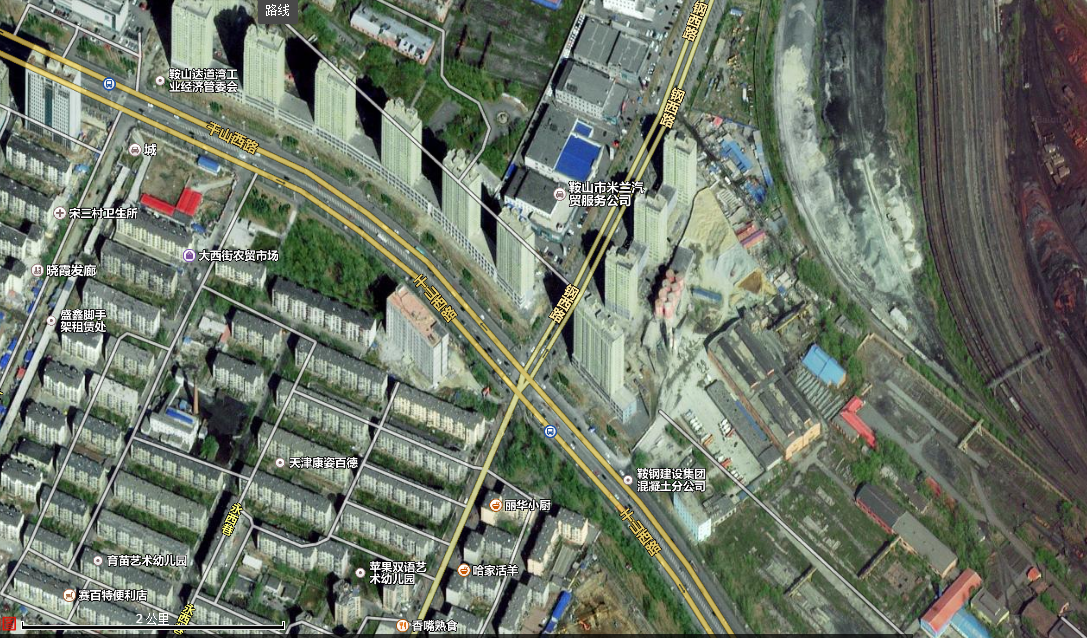 路线
钢西路
鞍山达道湾工
业经济管委会
钢西路
千山西路
城
鞍山市米兰汽
贸服务公司
宋三村卫生所
大西街农贸市场
晓霞发廊
千山西路
钢西路
盛鑫脚手
架租赁处
天津康姿百德
鞍钢建设集团
混凝土分公司
丽华小厨
永西巷
千山西路
育苗艺术幼儿园
苹果双语艺
术幼儿园
哈家活羊
赛百特便利店
永西巷
2 公里
香嘴熟食